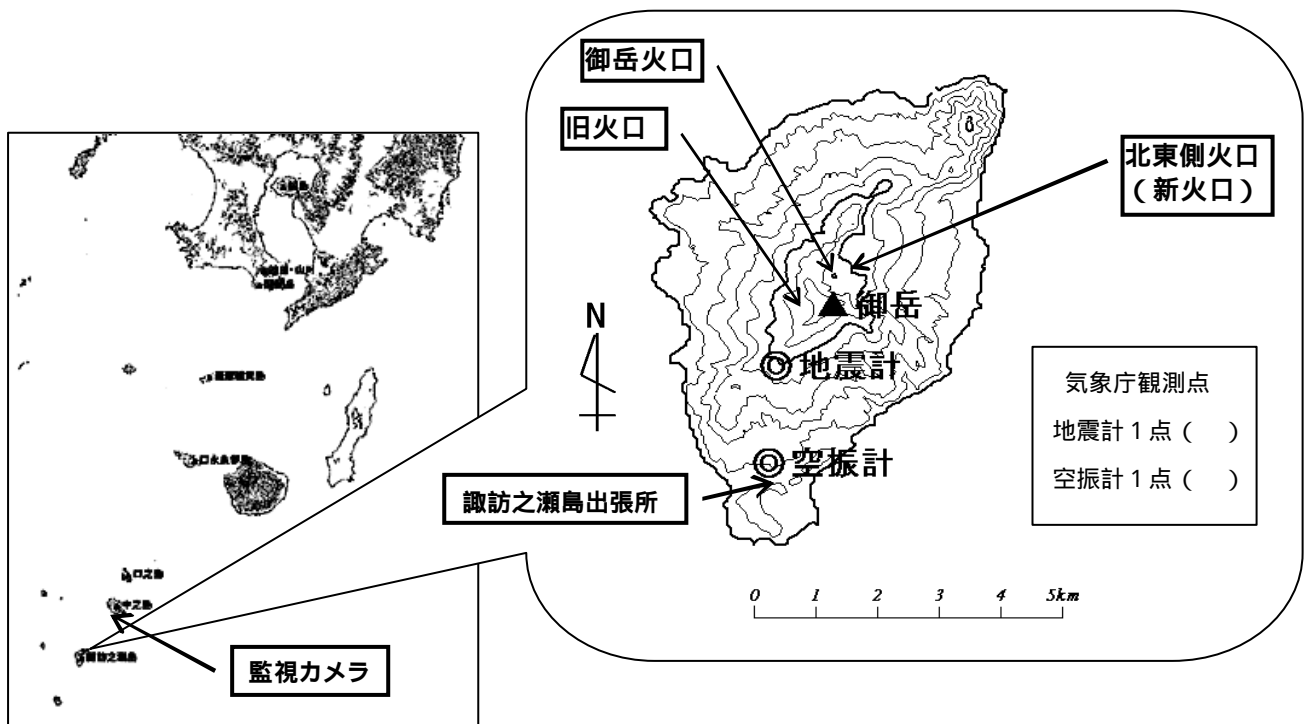 御岳火口
旧火口
北東側火口
（新火口）
御岳
地震計
空振計
諏訪之瀬島出張所
気象庁観測点
地震計１点（　）
空振計１点（　）
N
0 1 2 3 4 5km
口之島
中之島
諏訪之瀬島
監視カメラ